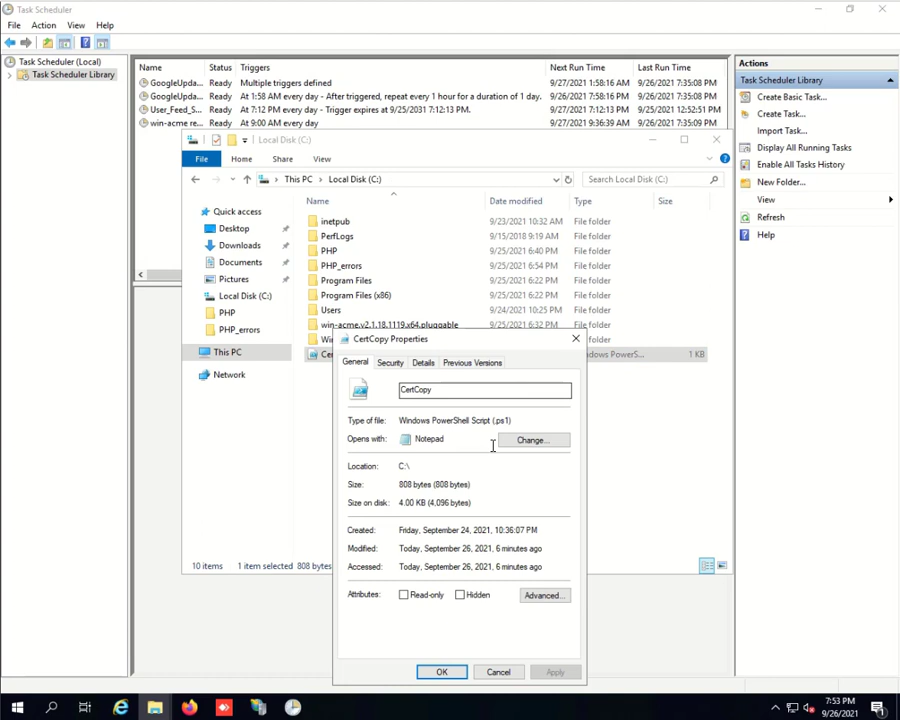 Task Scheduler
File Action View Help
Task Scheduler (Local)
Task Scheduler Library
Name Status Triggers Next Run Time Last Run Time
GoogleUpda... Ready Multiple triggers defined 9/27/2021 1:58:16 AM 9/26/2021 7:35:08 PM
GoogleUpda... Ready At 1:58 AM every day - After triggered, repeat every 1 hour for a duration of 1 day. 9/26/2021 7:58:16 PM 9/26/2021 7:35:08 PM
User_Feed_S... Ready At 7:12 PM every day - Trigger expires at 9/25/2031 7:12:13 PM. 9/27/2021 7:12:13 PM 9/25/2021 12:52:51 PM
win-acme re... Ready At 9:00 AM every day 9/27/2021 9:36:39 AM 9/26/2021 7:35:09 PM
Actions
Task Scheduler Library
Create Basic Task...
Create Task...
Import Task...
Display All Running Tasks
Enable All Tasks History
New Folder...
View
Refresh
Help
Local Disk (C:)
File Home Share View
This PC Local Disk (C:) Search Local Disk (C:)
Quick access
Desktop
Downloads
Documents
Pictures
Local Disk (C:)
PHP
PHP_errors
This PC
Network
Name Date modified Type Size
inetpub 9/23/2021 10:32 AM File folder
PerfLogs 9/15/2018 9:19 AM File folder
PHP 9/25/2021 6:40 PM File folder
PHP_errors 9/25/2021 6:54 PM File folder
Program Files 9/25/2021 6:22 PM File folder
Program Files (x86) 9/25/2021 6:22 PM File folder
Users 9/24/2021 10:25 PM File folder
win-acme.v2.1.18.1119.x64.pluggable 9/25/2021 6:32 PM File folder
1 KB
10 items 1 item selected 808 bytes
CertCopy Properties
General Security Details Previous Versions
CertCopy
Type of file: Windows PowerShell Script (.ps1)
Opens with: Notepad Change...
Location: C:\
Size: 808 bytes (808 bytes)
Size on disk: 4.00 KB (4,096 bytes)
Created: Friday, September 24, 2021, 10:36:07 PM
Modified: Today, September 26, 2021, 6 minutes ago
Accessed: Today, September 26, 2021, 6 minutes ago
Attributes: Read-only Hidden Advanced...
OK Cancel Apply
7:53 PM
9/26/2021
1